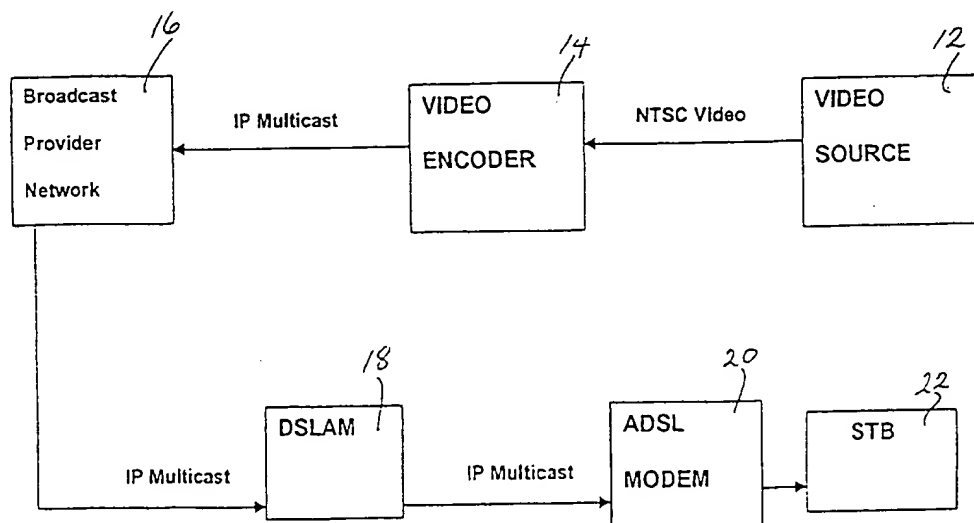 16
Broadcast
Provider
Network
IP Multicast
14
VIDEO
ENCODER
NTSC Video
12
VIDEO
SOURCE
IP Multicast
18
DSLAM
IP Multicast
20
ADSL
MODEM
22
STB